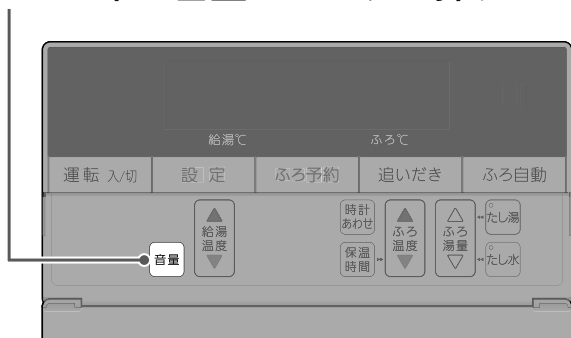 給湯℃ ふろ℃
運転 入/切 設定 ふろ予約 追いだき ふろ自動
音量
給湯
温度
時計
あわせ
保温
時間
ふろ
温度
ふろ
湯量
たし湯
たし水